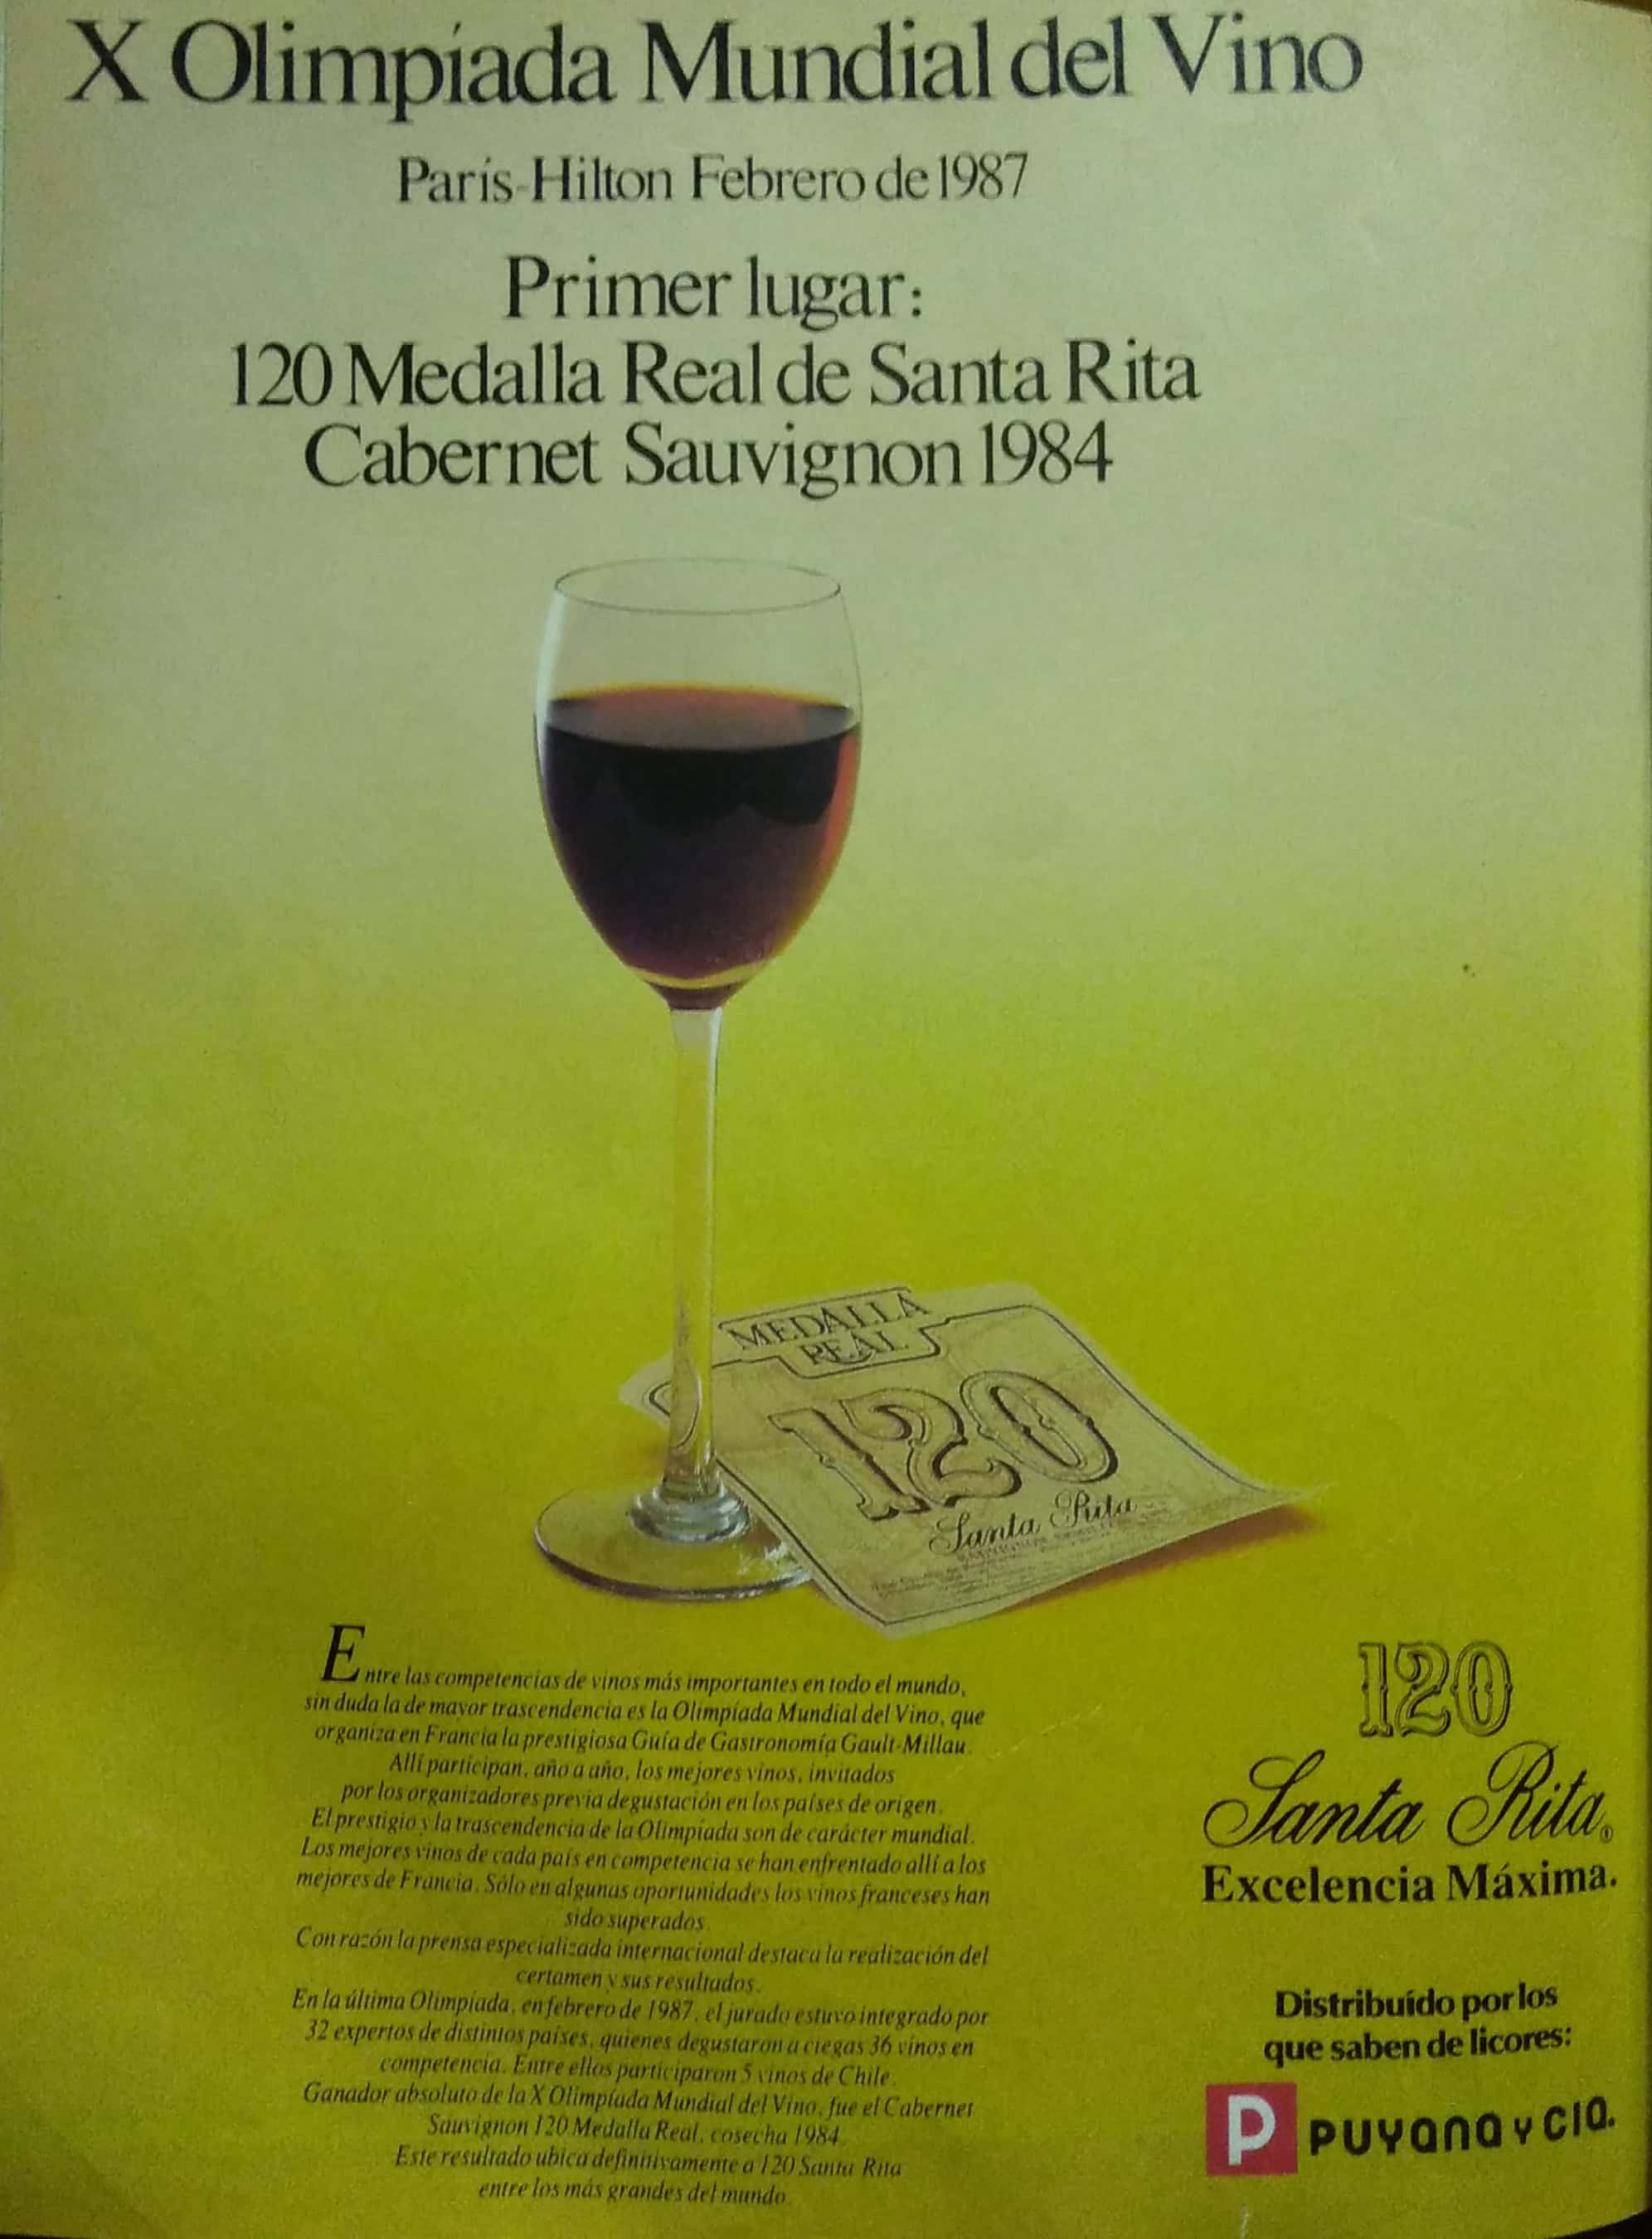 X Olimpíada Mundial del Vino
París-Hilton Febrero de 1987
Primer lugar:
120 Medalla Real de Santa Rita
Cabernet Sauvignon 1984
MEDALLA
REAL
120
Santa Rita
Entre las competencias de vinos más importantes en todo el mundo,
sin duda la de mayor trascendencia es la Olimpíada Mundial del Vino, que
organiza en Francia la prestigiosa Guía de Gastronomía Gault-Millau.
Allí participan, año a año, los mejores vinos, invitados
por los organizadores previa degustación en los países de origen.
El prestigio y la trascendencia de la Olimpíada son de carácter mundial.
Los mejores vinos de cada país en competencia se han enfrentado allí a los
mejores de Francia. Sólo en algunas oportunidades los vinos franceses han
sido superados.
Con razón la prensa especializada internacional destaca la realización del
certamen y sus resultados.
En la última Olimpíada, en febrero de 1987, el jurado estuvo integrado por
32 expertos de distintos países, quienes degustaron a ciegas 36 vinos en
competencia. Entre ellos participaron 5 vinos de Chile.
Ganador absoluto de la X Olimpíada Mundial del Vino, fue el Cabernet
Sauvignon 120 Medalla Real, cosecha 1984.
Este resultado ubica definitivamente a 120 Santa Rita
entre los más grandes del mundo.
120
Santa Rita®
Excelencia Máxima.
Distribuído por los
que saben de licores:
P PUYANA Y CIA.